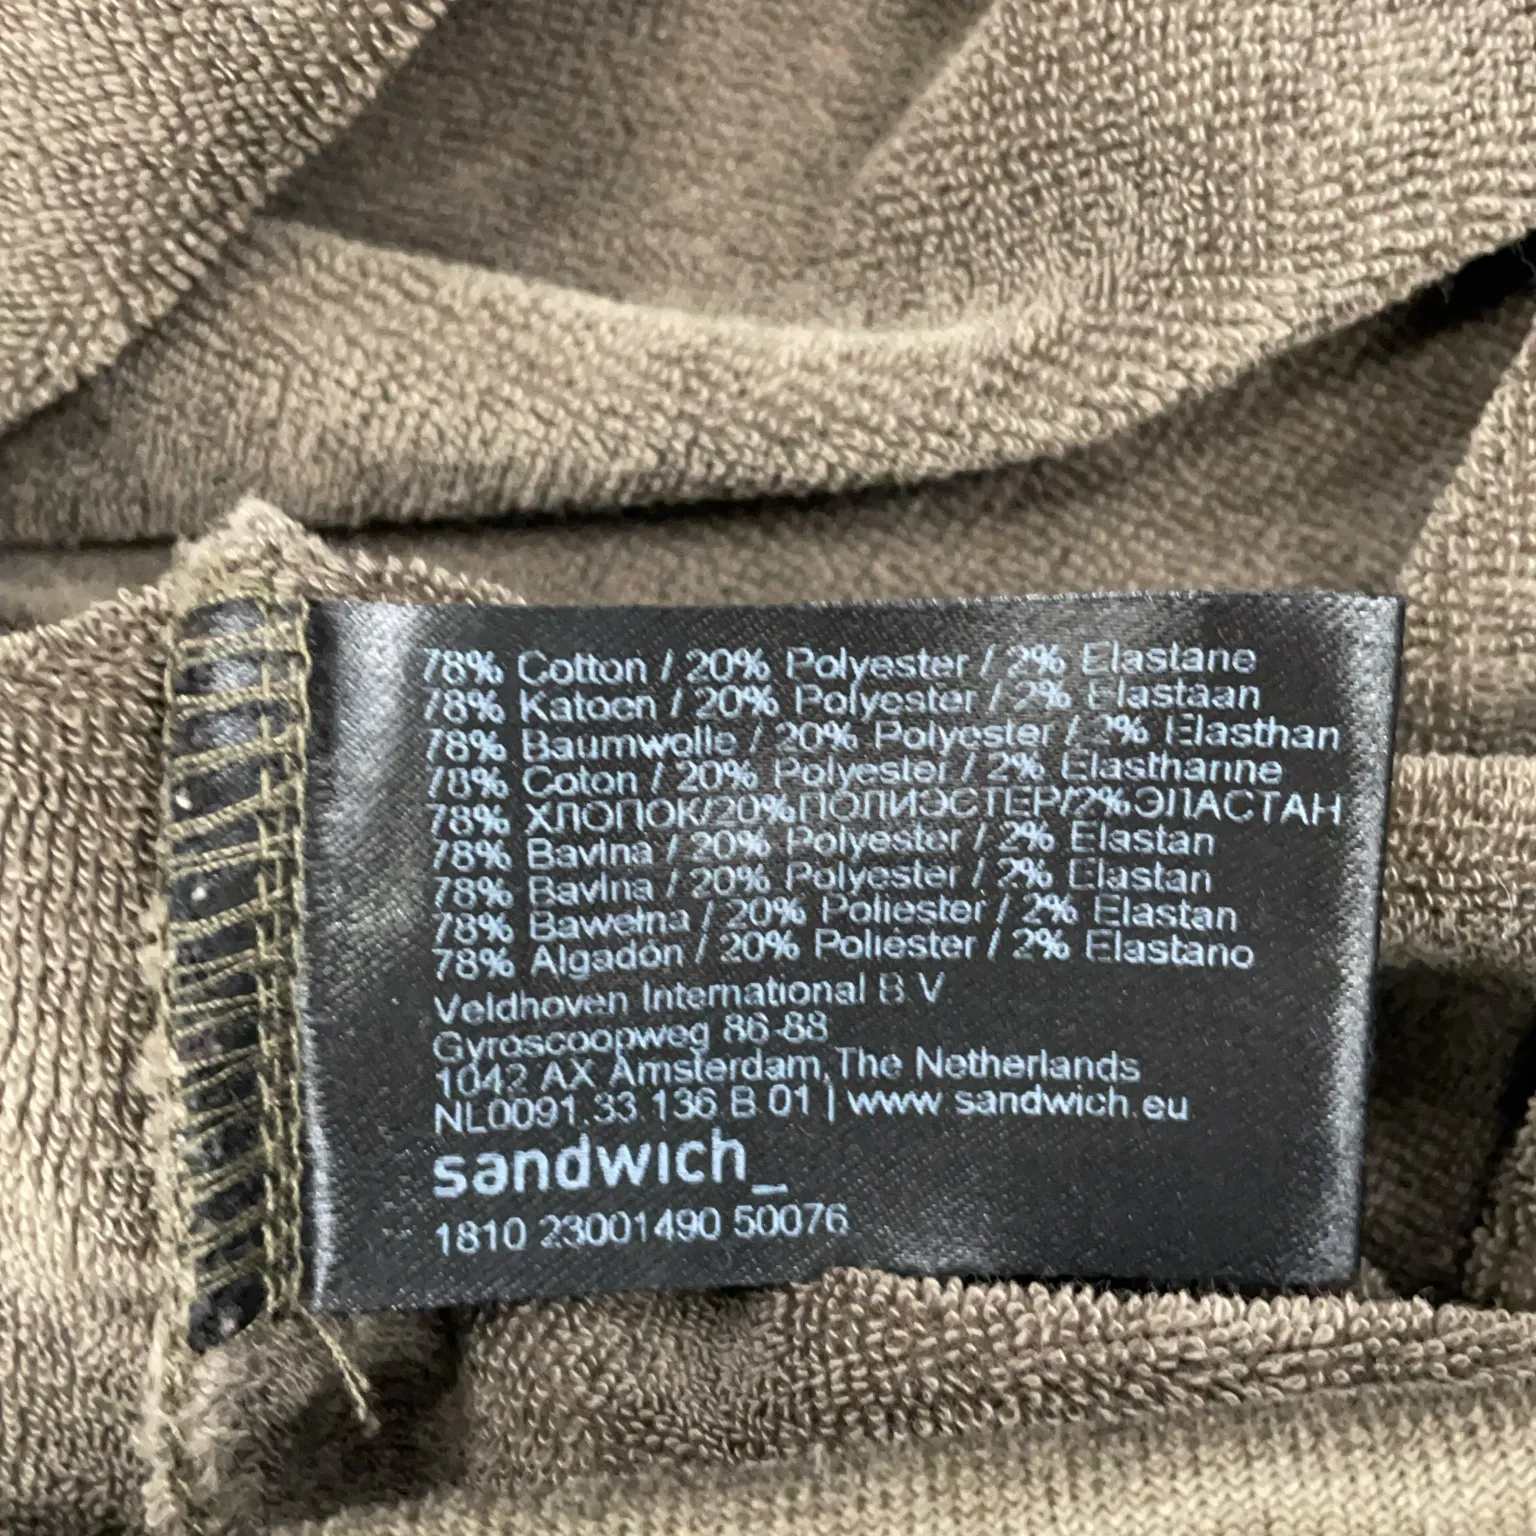 78% Cotton / 20% Polyester / 2% Elastane
78% Katoen / 20% Polyester / 2% Elastaan
78% Baumwolle / 20% Polyester / 2% Elasthan
78% Coton / 20% Polyester / 2% Elasthanne
78% ХЛОПОК/20%ПОЛИЭСТЕР/2%ЭЛАСТАН
78% Bavlna / 20% Polyester / 2% Elastan
78% Bavlna / 20% Polyester / 2% Elastan
78% Bawełna / 20% Poliester / 2% Elastan
78% Algadón / 20% Poliéster / 2% Elastano
Veldhoven International B V
Gyroscoopweg 86-88
1042 AX Amsterdam, The Netherlands
NL0091.33.136.B.01 | www.sandwich.eu
sandwich_
1810 23001490 50076